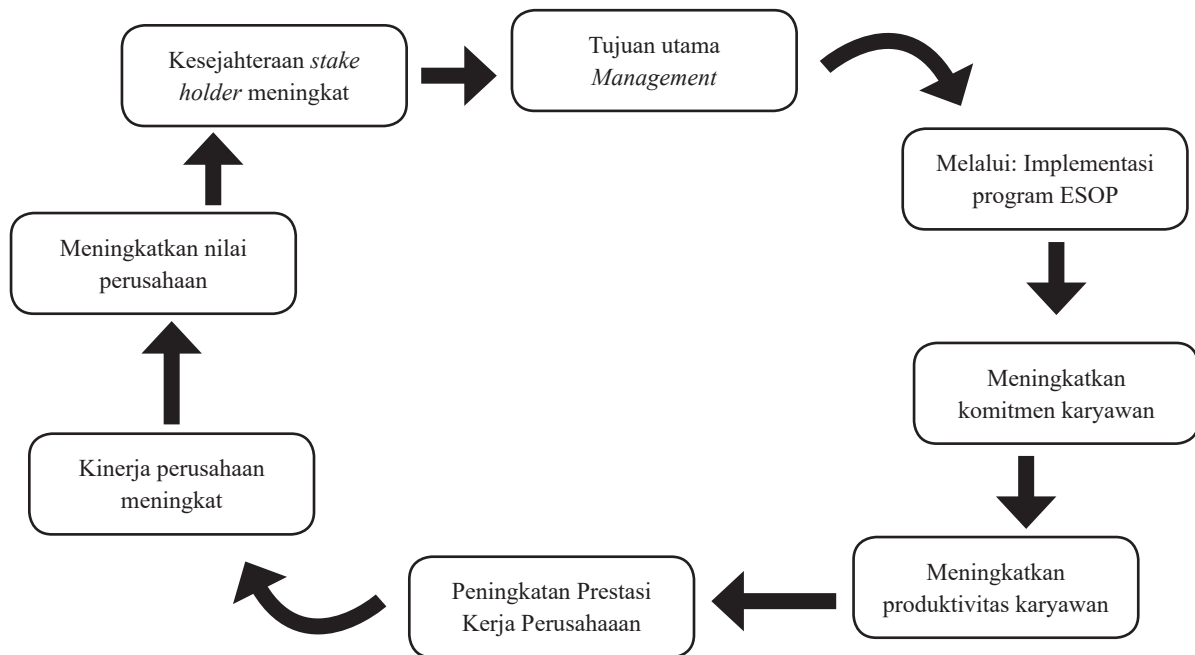 Kesejahteraan stake
holder meningkat
Tujuan utama
Management
Melalui: Implementasi
program ESOP
Meningkatkan
komitmen karyawan
Meningkatkan
produktivitas karyawan
Peningkatan Prestasi
Kerja Perusahaaan
Kinerja perusahaan
meningkat
Meningkatkan nilai
perusahaan